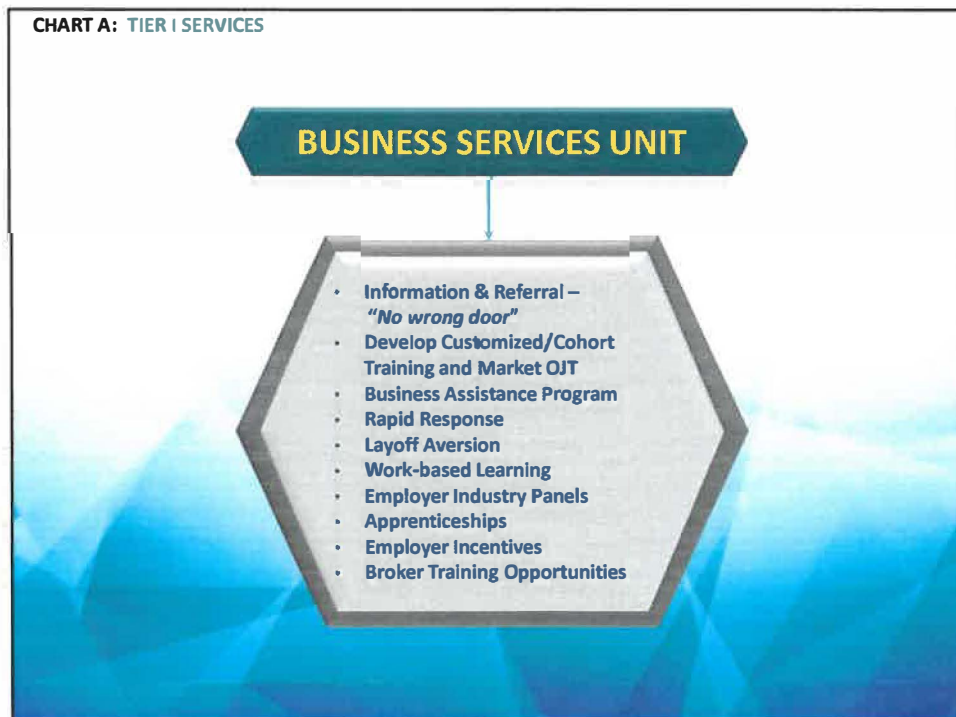 CHART A: TIER I SERVICES
BUSINESS SERVICES UNIT
• Information & Referral –
“No wrong door”
• Develop Customized/Cohort
Training and Market OJT
• Business Assistance Program
• Rapid Response
• Layoff Aversion
• Work-based Learning
• Employer Industry Panels
• Apprenticeships
• Employer Incentives
• Broker Training Opportunities